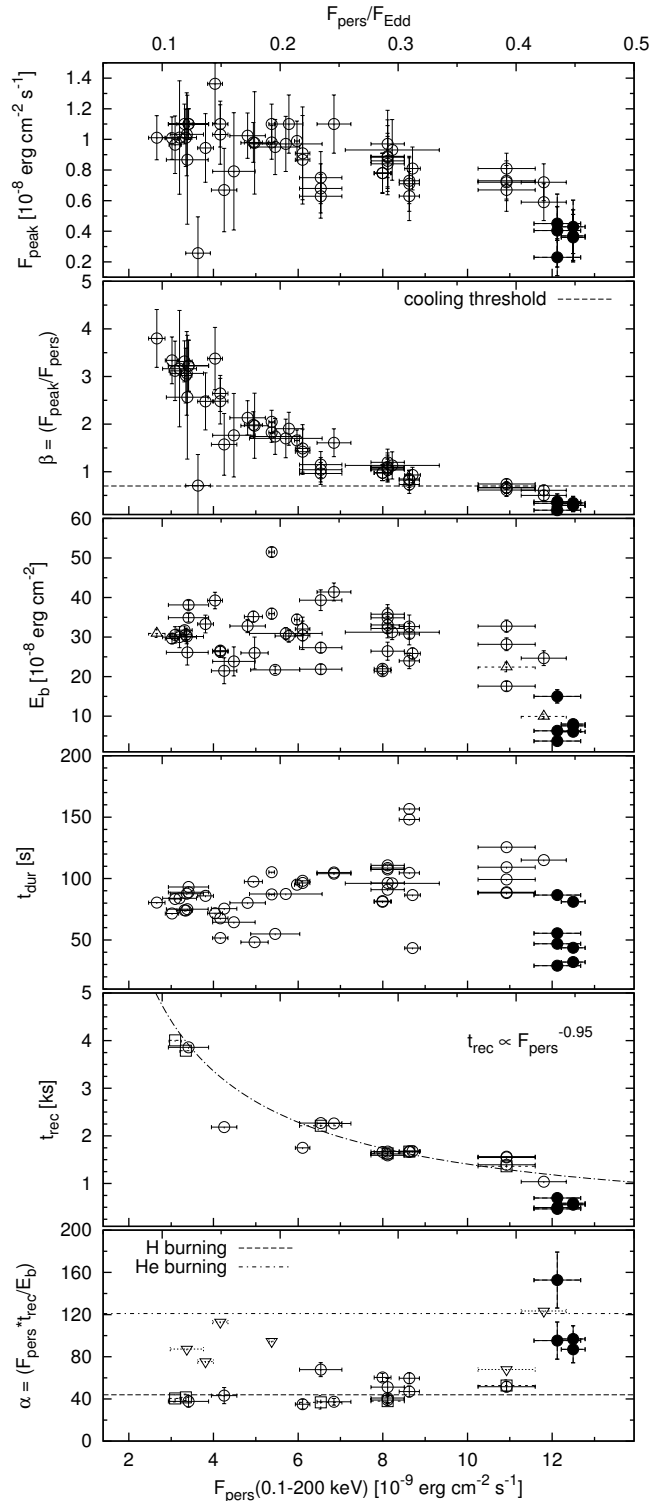 F_pers/F_Edd
0.1 0.2 0.3 0.4 0.5
F_peak [10^-8 erg cm^-2 s^-1]
1.4
1.2
1
0.8
0.6
0.4
0.2
β = (F_peak/F_pers)
cooling threshold
5
4
3
2
1
E_b [10^-8 erg cm^-2]
60
50
40
30
20
10
t_dur [s]
200
150
100
50
t_rec [ks]
t_rec ∝ F_pers^-0.95
5
4
3
2
1
α = (F_pers*t_rec/E_b)
H burning
He burning
200
160
120
80
40
0
2 4 6 8 10 12
F_pers(0.1-200 keV) [10^-9 erg cm^-2 s^-1]